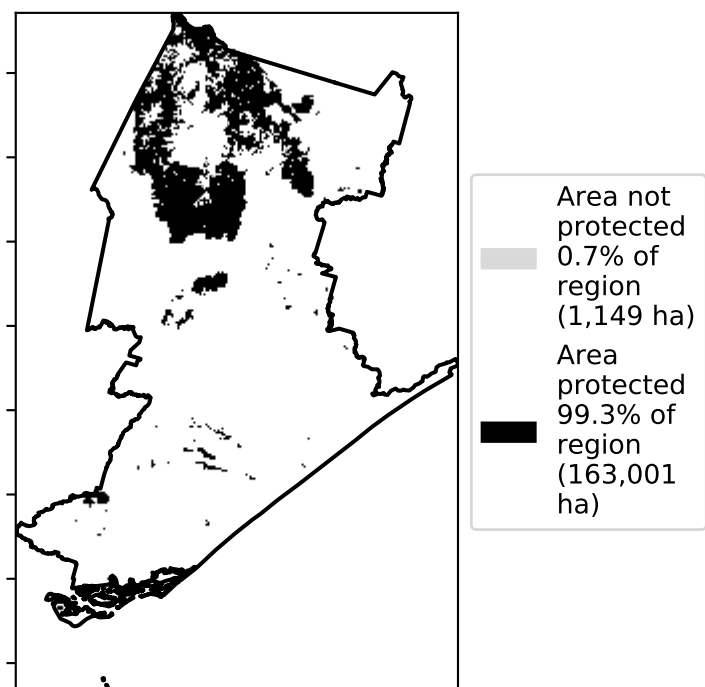 Area not
protected
0.7% of
region
(1,149 ha)
Area
protected
99.3% of
region
(163,001
ha)